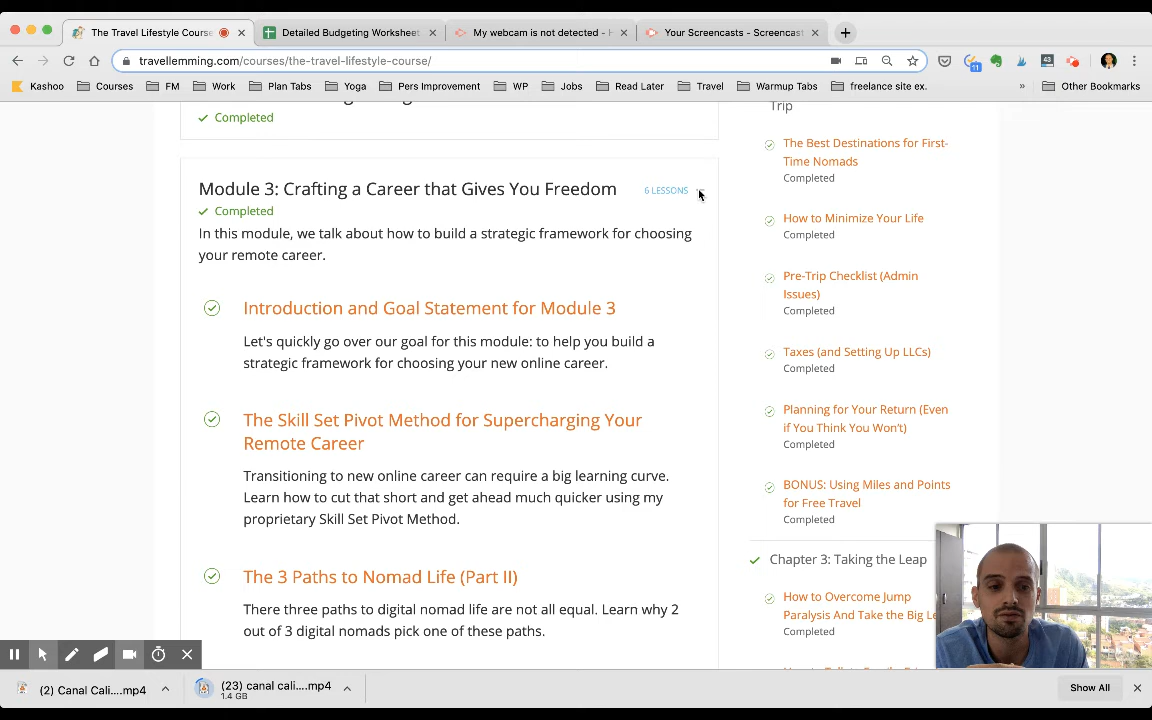 The Travel Lifestyle Cours
Detailed Budgeting Worksheet
My webcam is not detected - H
Your Screencasts - Screencast
travellemming.com/courses/the-travel-lifestyle-course/
43
11
Kashoo
Courses
FM
Work
Plan Tabs
Yoga
Pers Improvement
WP
Jobs
Read Later
Travel
Warmup Tabs
freelance site ex.
»
Other Bookmarks
Completed
Module 3: Crafting a Career that Gives You Freedom
6 LESSONS
Completed
In this module, we talk about how to build a strategic framework for choosing
your remote career.
Introduction and Goal Statement for Module 3
Let's quickly go over our goal for this module: to help you build a
strategic framework for choosing your new online career.
The Skill Set Pivot Method for Supercharging Your
Remote Career
Transitioning to new online career can require a big learning curve.
Learn how to cut that short and get ahead much quicker using my
proprietary Skill Set Pivot Method.
The 3 Paths to Nomad Life (Part II)
There three paths to digital nomad life are not all equal. Learn why 2
out of 3 digital nomads pick one of these paths.
Trip
The Best Destinations for First-
Time Nomads
Completed
How to Minimize Your Life
Completed
Pre-Trip Checklist (Admin
Issues)
Completed
Taxes (and Setting Up LLCs)
Completed
Planning for Your Return (Even
if You Think You Won't)
Completed
BONUS: Using Miles and Points
for Free Travel
Completed
Chapter 3: Taking the Leap
How to Overcome Jump
Paralysis And Take the Big Le
Completed
(2) Canal Cali....mp4
(23) canal cali....mp4
1.4 GB
Show All